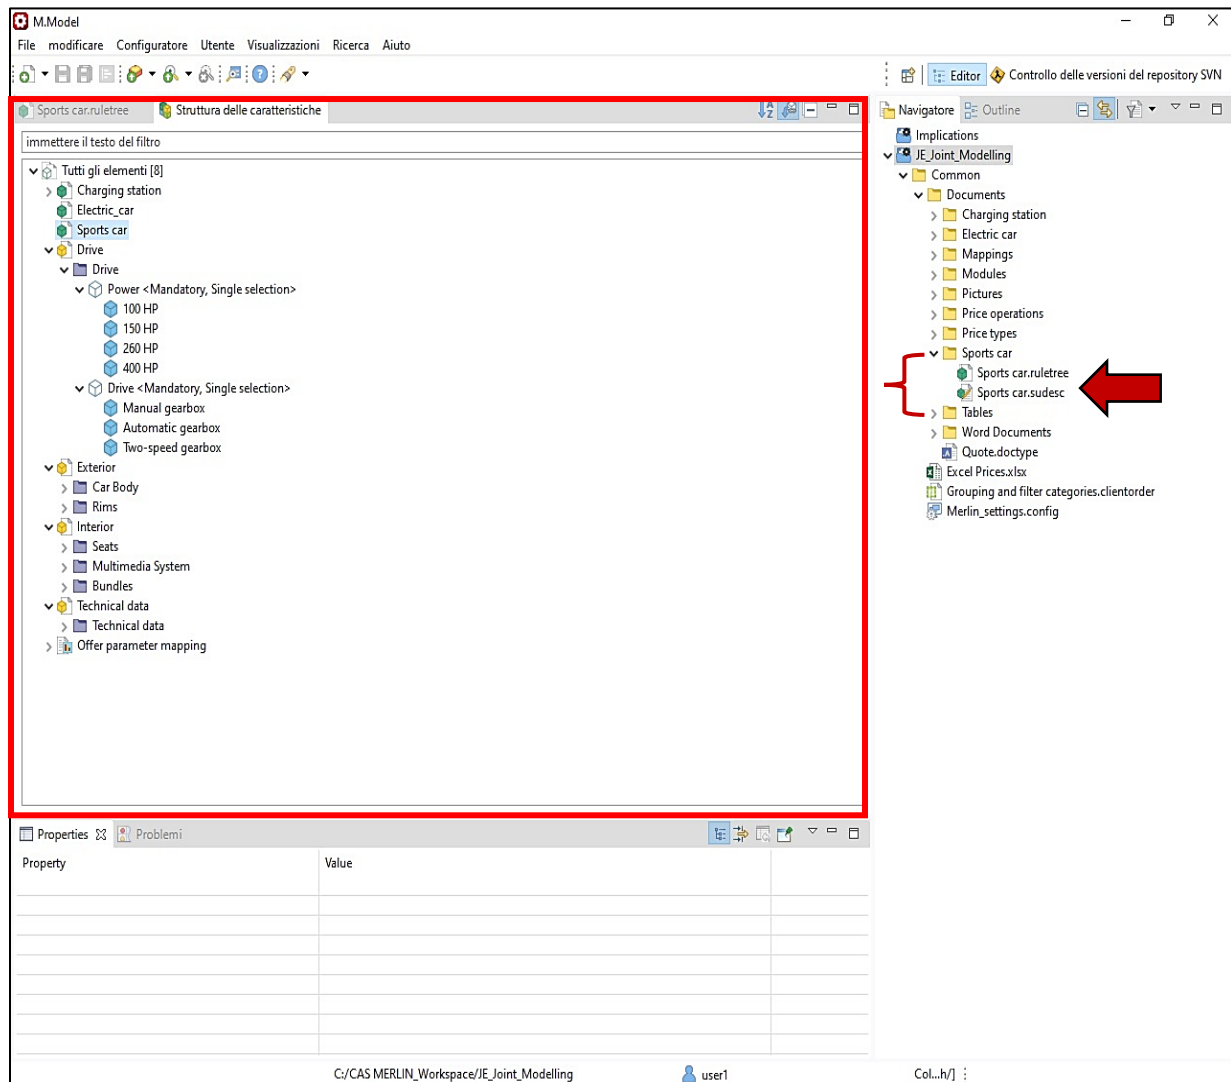 M.Model
File modificare Configuratore Utente Visualizzazioni Ricerca Aiuto
Editor Controllo delle versioni del repository SVN
Sports car.ruletree Struttura delle caratteristiche
immettere il testo del filtro
Tutti gli elementi [8]
Charging station
Electric_car
Sports car
Drive
Drive
Power <Mandatory, Single selection>
100 HP
150 HP
260 HP
400 HP
Drive <Mandatory, Single selection>
Manual gearbox
Automatic gearbox
Two-speed gearbox
Exterior
Car Body
Rims
Interior
Seats
Multimedia System
Bundles
Technical data
Technical data
Offer parameter mapping
Navigatore Outline
Implications
JE_Joint_Modelling
Common
Documents
Charging station
Electric car
Mappings
Modules
Pictures
Price operations
Price types
Sports car
Sports car.ruletree
Sports car.sudesc
Tables
Word Documents
Quote.doctype
Excel Prices.xlsx
Grouping and filter categories.clientorder
Merlin_settings.config
Properties Problemi
Property Value
C:/CAS MERLIN_Workspace/JE_Joint_Modelling user1 Col...h/]